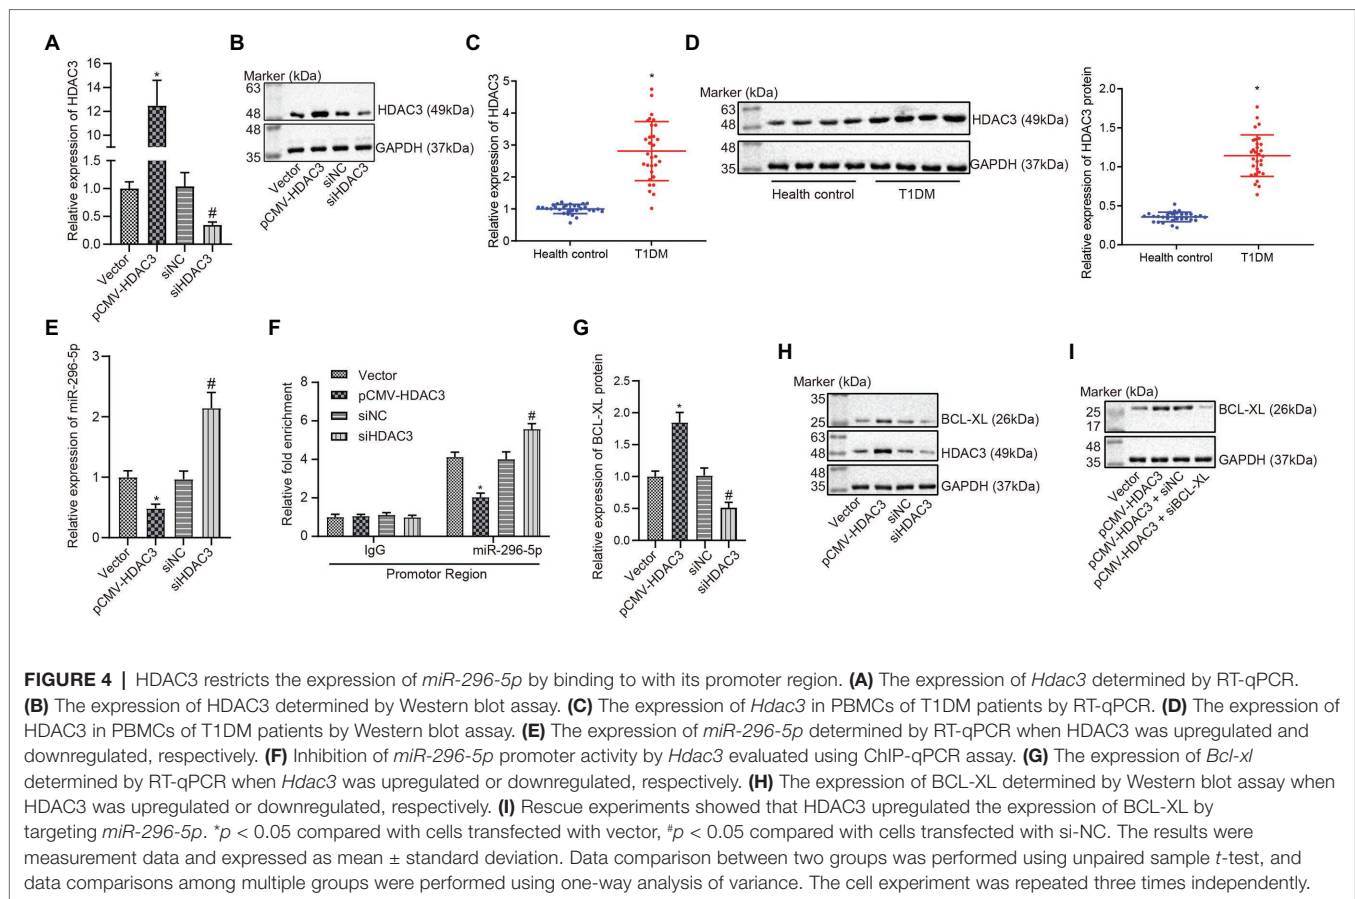 A
Relative expression of HDAC3
16
14
12
10
8
1.5
1.0
0.5
0.0
*
#
Vector
pCMV-HDAC3
siNC
siHDAC3
B
Marker (kDa)
63
48
48
35
HDAC3 (49kDa)
GAPDH (37kDa)
Vector
pCMV-HDAC3
siNC
siHDAC3
C
Relative expression of HDAC3
5
4
3
2
1
0
*
Health control
T1DM
D
Marker (kDa)
63
48
48
35
HDAC3 (49kDa)
GAPDH (37kDa)
Health control
T1DM
Relative expression of HDAC3 protein
2.0
1.5
1.0
0.5
0.0
*
Health control
T1DM
E
Relative expression of miR-296-5p
3
2
1
0
*
#
Vector
pCMV-HDAC3
siNC
siHDAC3
F
Relative fold enrichment
8
6
4
2
0
Vector
pCMV-HDAC3
siNC
siHDAC3
*
#
IgG
miR-296-5p
Promotor Region
G
Relative expression of BCL-XL protein
2.5
2.0
1.5
1.0
0.5
0.0
*
#
Vector
pCMV-HDAC3
siNC
siHDAC3
H
Marker (kDa)
35
25
63
48
48
35
BCL-XL (26kDa)
HDAC3 (49kDa)
GAPDH (37kDa)
Vector
pCMV-HDAC3
siNC
siHDAC3
I
Marker (kDa)
25
17
48
35
BCL-XL (26kDa)
GAPDH (37kDa)
Vector
pCMV-HDAC3
pCMV-HDAC3 + siNC
pCMV-HDAC3 + siBCL-XL
FIGURE 4 | HDAC3 restricts the expression of miR-296-5p by binding to with its promoter region. (A) The expression of Hdac3 determined by RT-qPCR.
(B) The expression of HDAC3 determined by Western blot assay. (C) The expression of Hdac3 in PBMCs of T1DM patients by RT-qPCR. (D) The expression of
HDAC3 in PBMCs of T1DM patients by Western blot assay. (E) The expression of miR-296-5p determined by RT-qPCR when HDAC3 was upregulated and
downregulated, respectively. (F) Inhibition of miR-296-5p promoter activity by Hdac3 evaluated using ChIP-qPCR assay. (G) The expression of Bcl-xl
determined by RT-qPCR when Hdac3 was upregulated or downregulated, respectively. (H) The expression of BCL-XL determined by Western blot assay when
HDAC3 was upregulated or downregulated, respectively. (I) Rescue experiments showed that HDAC3 upregulated the expression of BCL-XL by
targeting miR-296-5p. *p < 0.05 compared with cells transfected with vector, #p < 0.05 compared with cells transfected with si-NC. The results were
measurement data and expressed as mean ± standard deviation. Data comparison between two groups was performed using unpaired sample t-test, and
data comparisons among multiple groups were performed using one-way analysis of variance. The cell experiment was repeated three times independently.